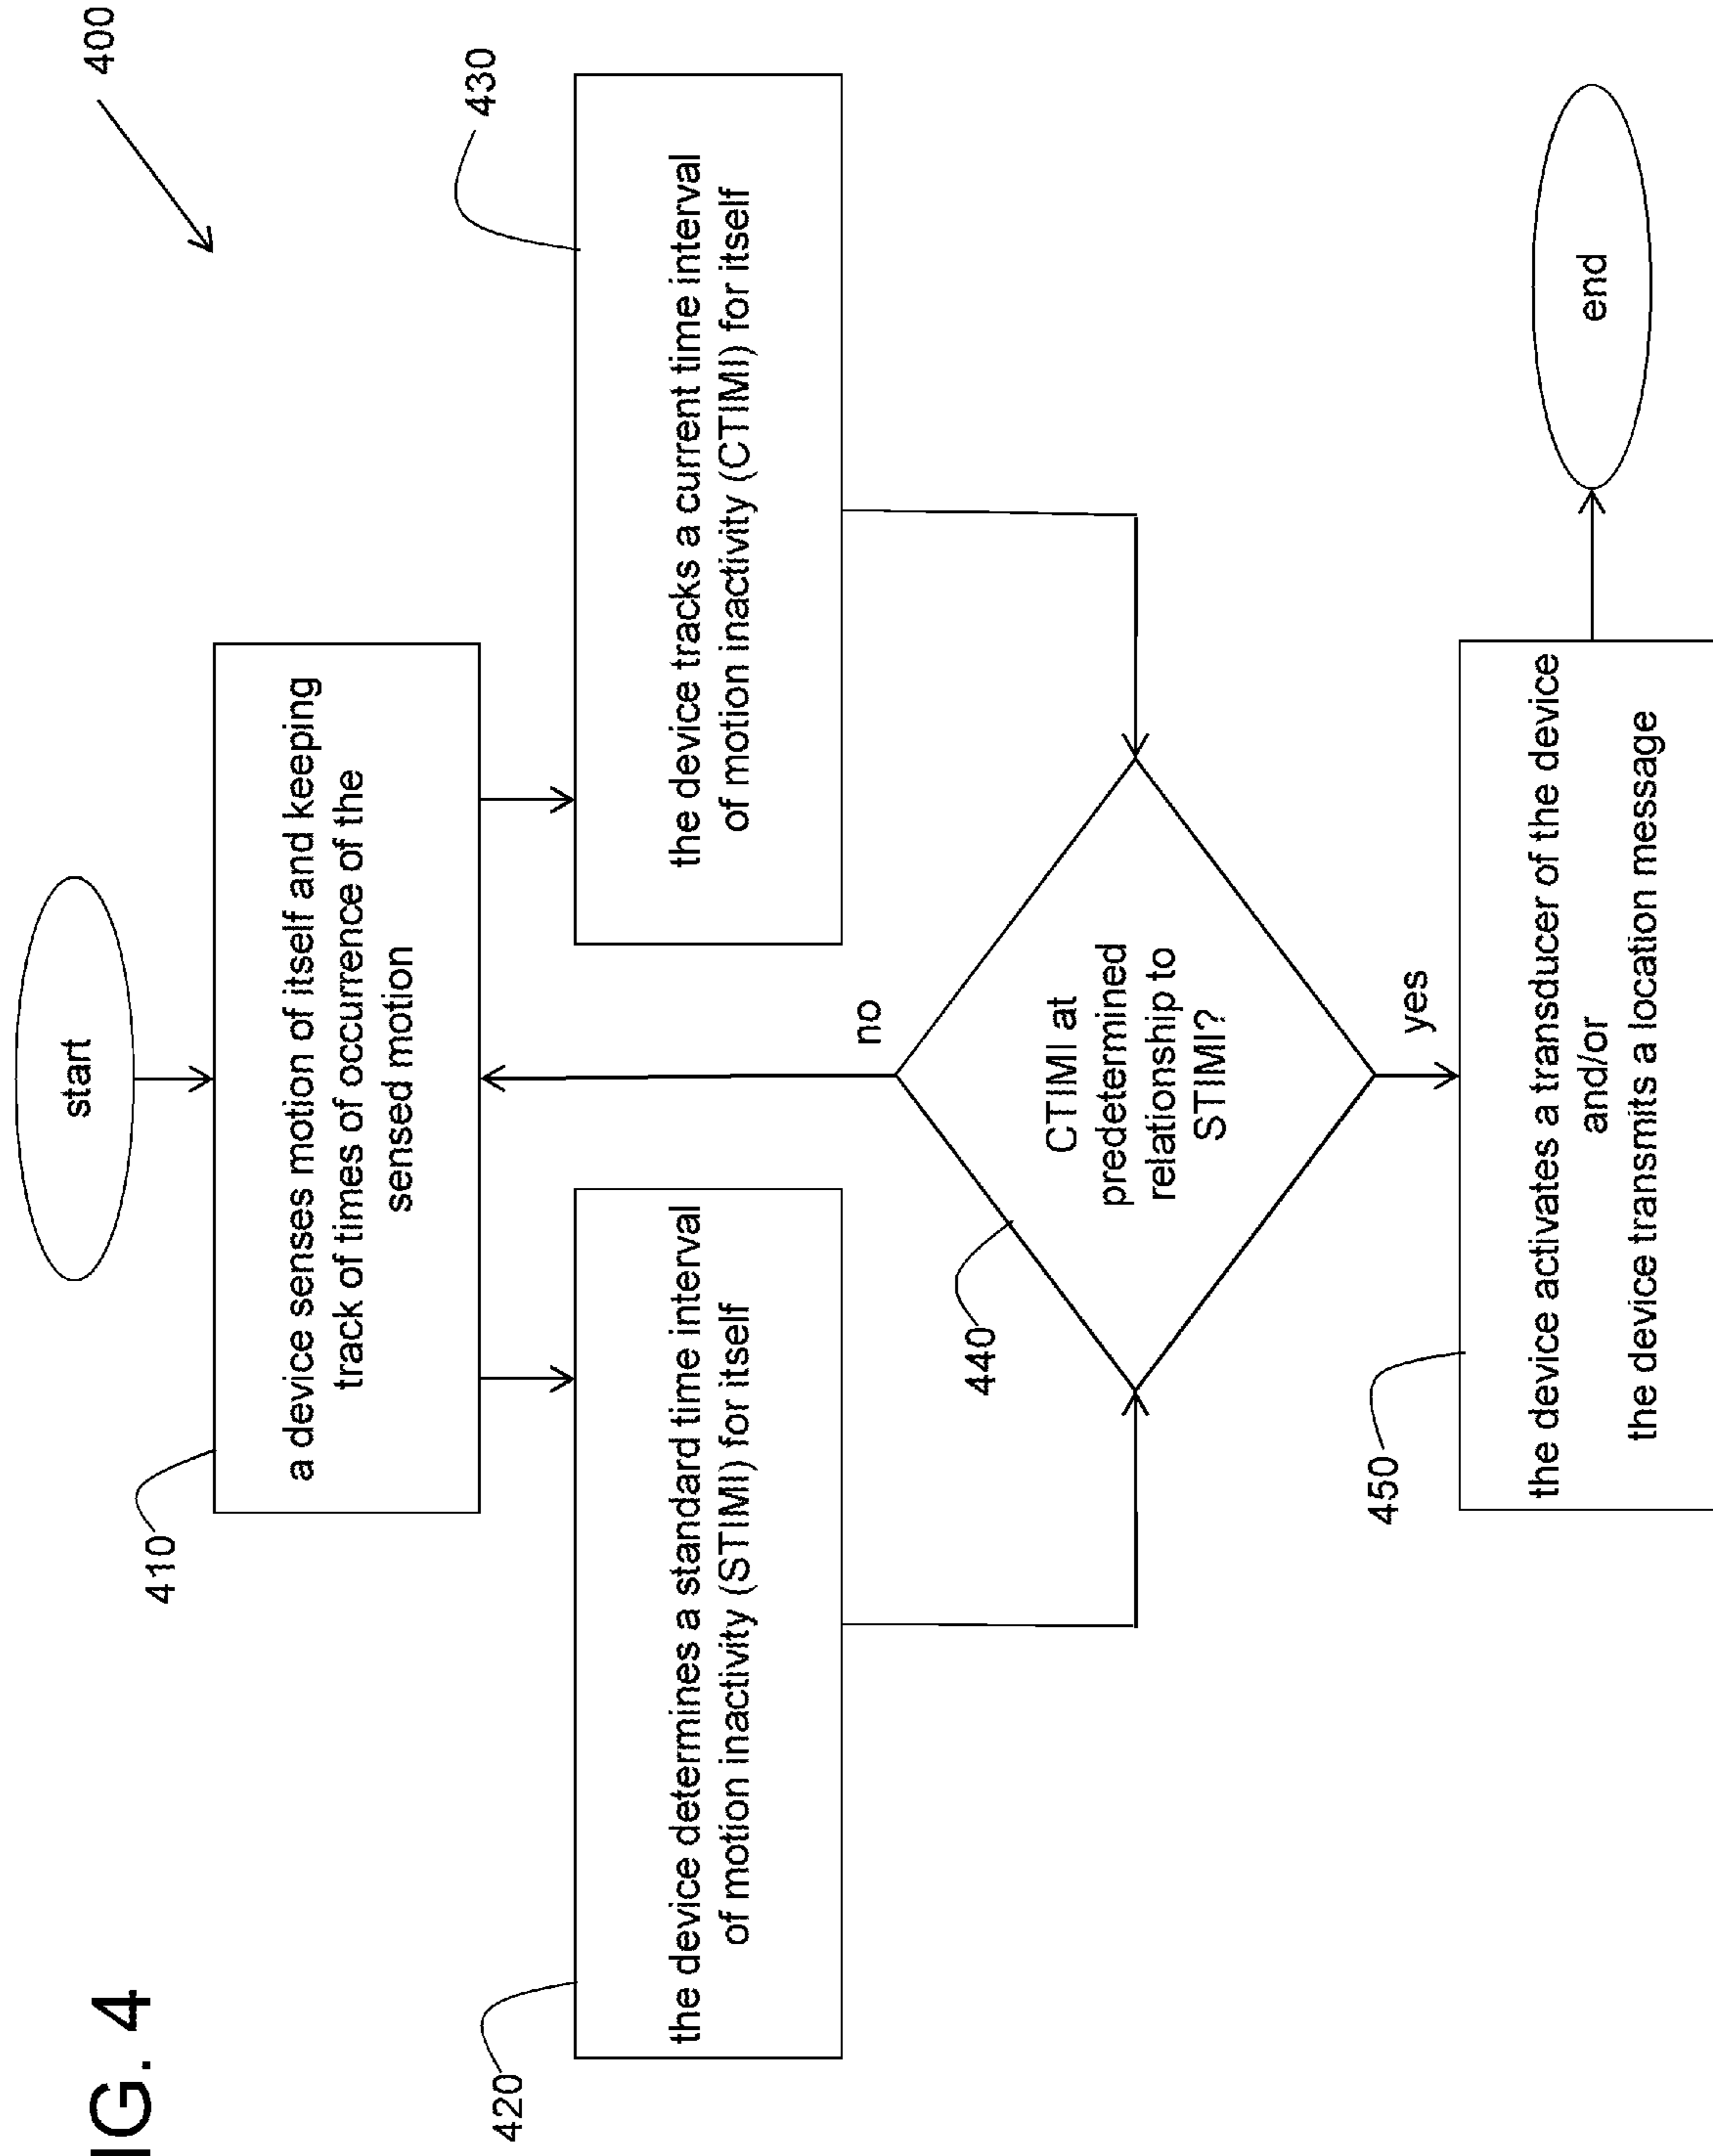 IG. 4
400
start
410
a device senses motion of itself and keeping
track of times of occurrence of the
sensed motion
420
the device determines a standard time interval
of motion inactivity (STIMI) for itself
430
the device tracks a current time interval
of motion inactivity (CTIMI) for itself
no
440
CTIMI at
predetermined
relationship to
STIMI?
yes
450
the device activates a transducer of the device
and/or
the device transmits a location message
end